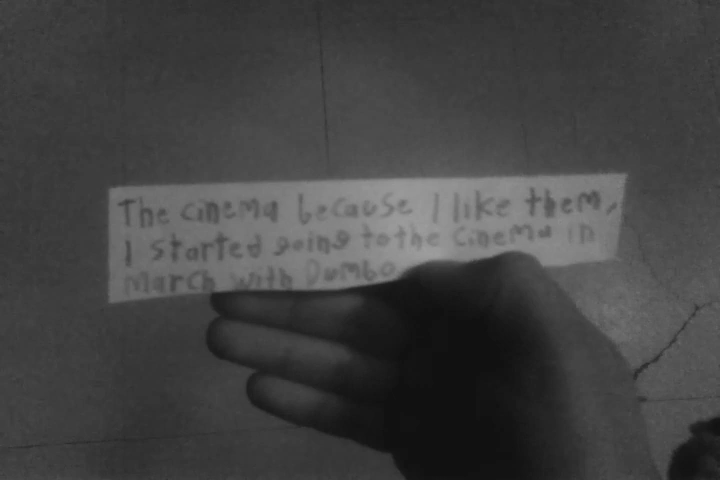 The cinema because I like them,
I started going to the cinema in
March with Dumbo